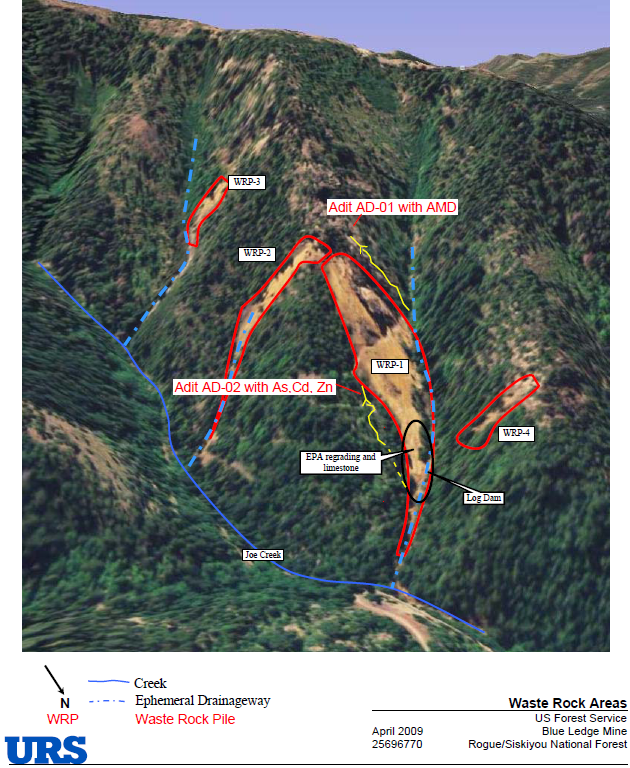 WRP-3
Adit AD-01 with AMD
WRP-2
WRP-1
Adit AD-02 with As,Cd, Zn
WRP-4
EPA regrading and
limestone
Log Dam
Joe Creek
N
Creek
Ephemeral Drainageway
WRP
Waste Rock Pile
URS
Waste Rock Areas
US Forest Service
April 2009
Blue Ledge Mine
25696770
Rogue/Siskiyou National Forest